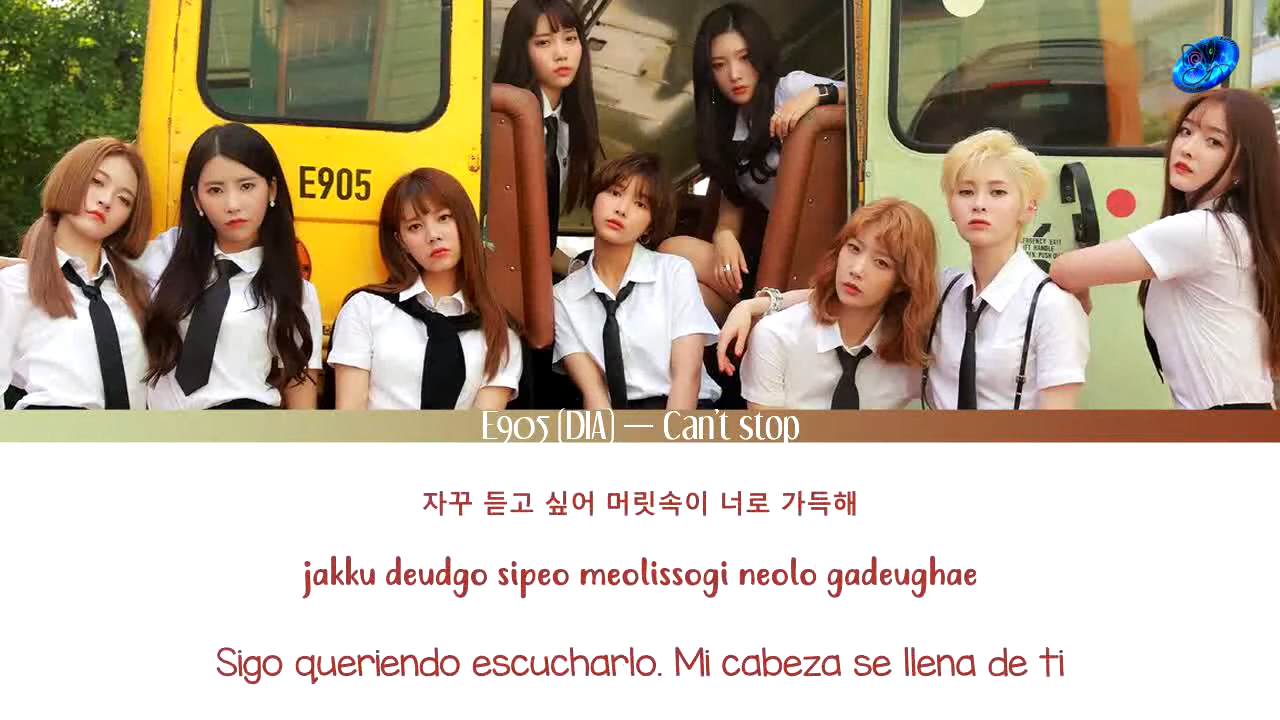 E905
E905 (DIA) — Can't stop
자꾸 듣고 싶어 머릿속이 너로 가득해
jakku deudgo sipeo meolissogi neolo gadeughae
Sigo queriendo escucharlo. Mi cabeza se llena de ti